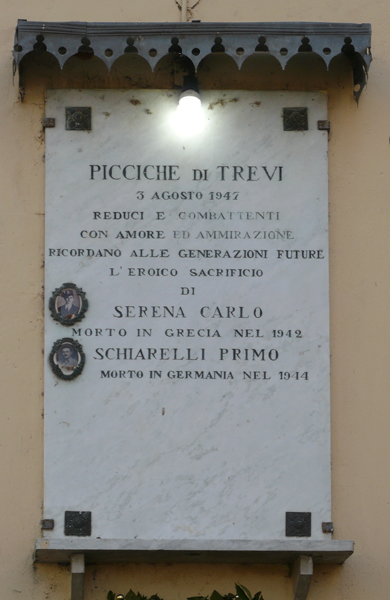 PICCICHE DI TREVI
3 AGOSTO 1947
REDUCI E COMBATTENTI
CON AMORE ED AMMIRAZIONE
RICORDANO ALLE GENERAZIONI FUTURE
L'EROICO SACRIFICIO
DI
SERENA CARLO
MORTO IN GRECIA NEL 1942
SCHIARELLI PRIMO
MORTO IN GERMANIA NEL 1944